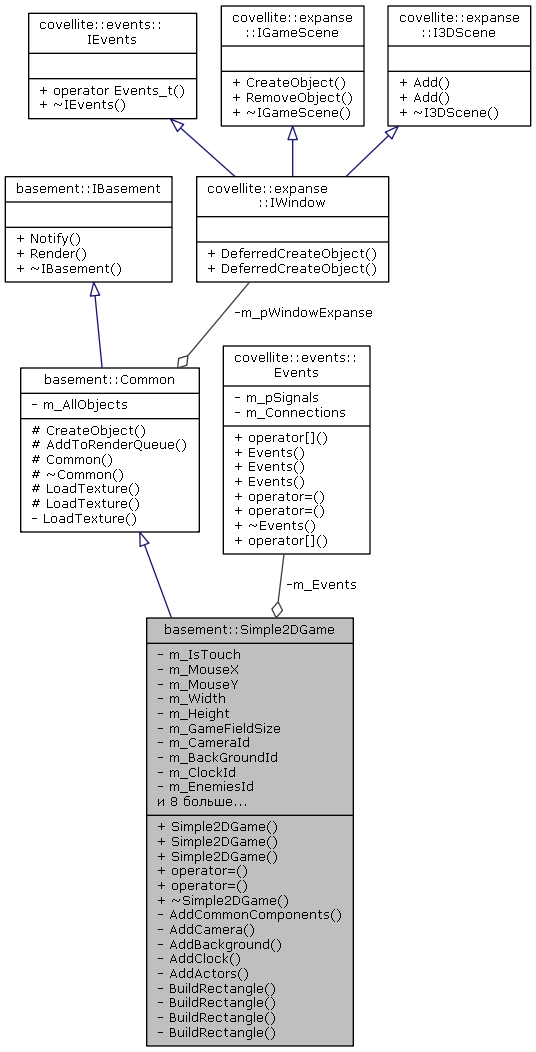 covellite::events::
IEvents
+ operator Events_t()
+ ~IEvents()
covellite::expanse
::IGameScene
+ CreateObject()
+ RemoveObject()
+ ~IGameScene()
covellite::expanse
::I3DScene
+ Add()
+ Add()
+ ~I3DScene()
basement::IBasement
+ Notify()
+ Render()
+ ~IBasement()
covellite::expanse
::IWindow
+ DeferredCreateObject()
+ DeferredCreateObject()
-m_pWindowExpanse
basement::Common
- m_AllObjects
# CreateObject()
# AddToRenderQueue()
# Common()
# ~Common()
# LoadTexture()
# LoadTexture()
- LoadTexture()
covellite::events::
Events
- m_pSignals
- m_Connections
+ operator[]()
+ Events()
+ Events()
+ Events()
+ operator=()
+ operator=()
+ ~Events()
+ operator[]()
-m_Events
basement::Simple2DGame
- m_IsTouch
- m_MouseX
- m_MouseY
- m_Width
- m_Height
- m_GameFieldSize
- m_CameraId
- m_BackGroundId
- m_ClockId
- m_EnemiesId
и 8 больше...
+ Simple2DGame()
+ Simple2DGame()
+ Simple2DGame()
+ operator=()
+ operator=()
+ ~Simple2DGame()
- AddCommonComponents()
- AddCamera()
- AddBackground()
- AddClock()
- AddActors()
- BuildRectangle()
- BuildRectangle()
- BuildRectangle()
- BuildRectangle()